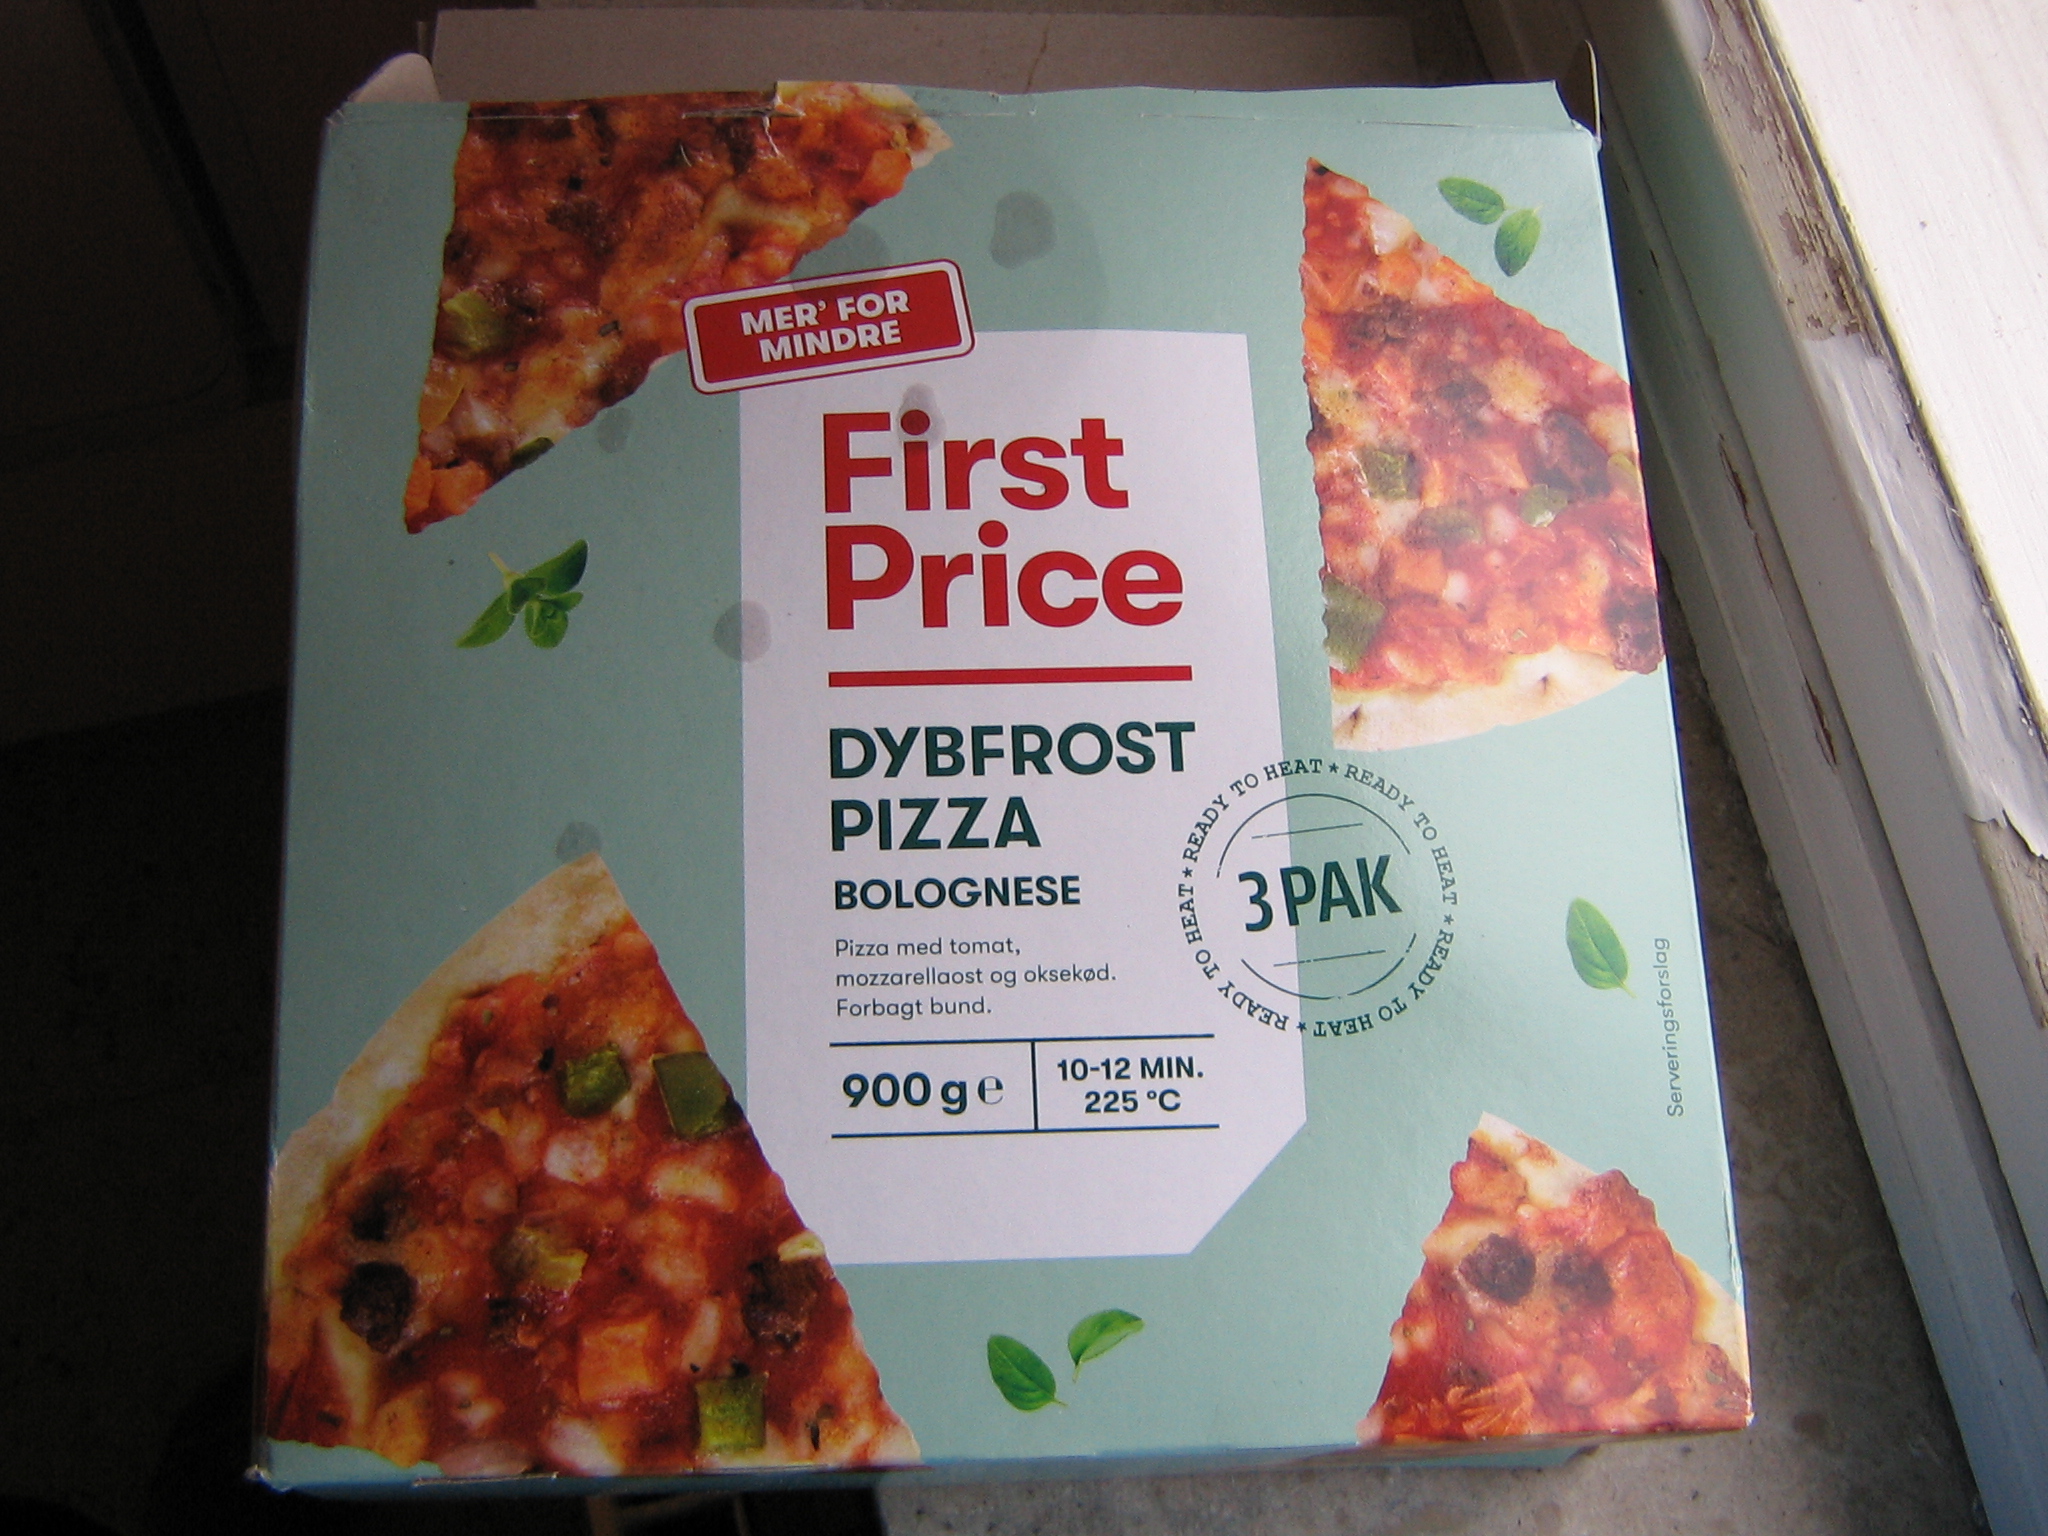 MER' FOR
MINDRE
First
Price
DYBFROST
PIZZA
BOLOGNESE
Pizza med tomat,
mozzarellaost og oksekød.
Forbagt bund.
900 g ℮
10-12 MIN.
225 °C
READY TO HEAT * READY TO HEAT * READY TO HEAT * READY TO HEAT *
3 PAK
Serveringsforslag